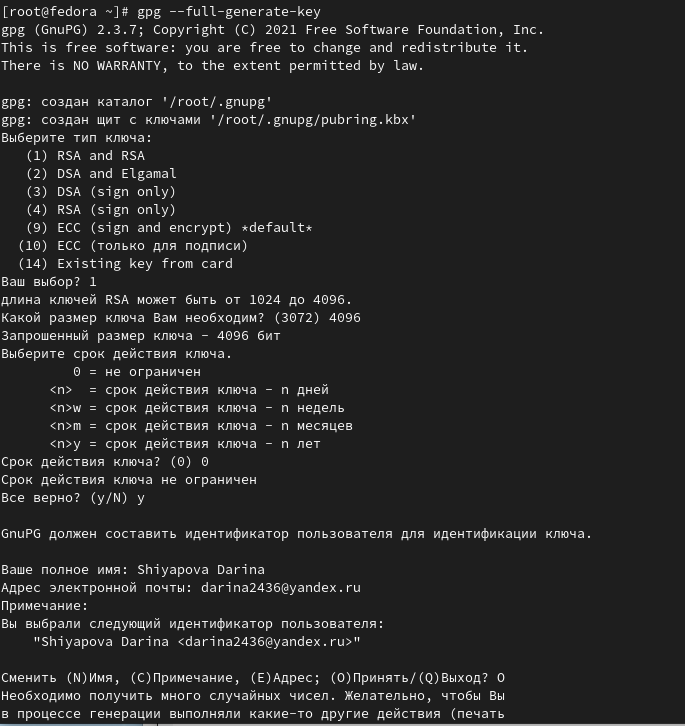 [root@fedora ~]# gpg --full-generate-key
gpg (GnuPG) 2.3.7; Copyright (C) 2021 Free Software Foundation, Inc.
This is free software: you are free to change and redistribute it.
There is NO WARRANTY, to the extent permitted by law.

gpg: создан каталог '/root/.gnupg'
gpg: создан щит с ключами '/root/.gnupg/pubring.kbx'
Выберите тип ключа:
   (1) RSA and RSA
   (2) DSA and Elgamal
   (3) DSA (sign only)
   (4) RSA (sign only)
   (9) ECC (sign and encrypt) *default*
  (10) ECC (только для подписи)
  (14) Existing key from card
Ваш выбор? 1
длина ключей RSA может быть от 1024 до 4096.
Какой размер ключа Вам необходим? (3072) 4096
Запрошенный размер ключа - 4096 бит
Выберите срок действия ключа.
         0 = не ограничен
      <n>  = срок действия ключа - n дней
      <n>w = срок действия ключа - n недель
      <n>m = срок действия ключа - n месяцев
      <n>y = срок действия ключа - n лет
Срок действия ключа? (0) 0
Срок действия ключа не ограничен
Все верно? (y/N) y

GnuPG должен составить идентификатор пользователя для идентификации ключа.

Ваше полное имя: Shiyapova Darina
Адрес электронной почты: darina2436@yandex.ru
Примечание:
Вы выбрали следующий идентификатор пользователя:
    "Shiyapova Darina <darina2436@yandex.ru>"

Сменить (N)Имя, (C)Примечание, (E)Адрес; (O)Принять/(Q)Выход? O
Необходимо получить много случайных чисел. Желательно, чтобы Вы
в процессе генерации выполняли какие-то другие действия (печать